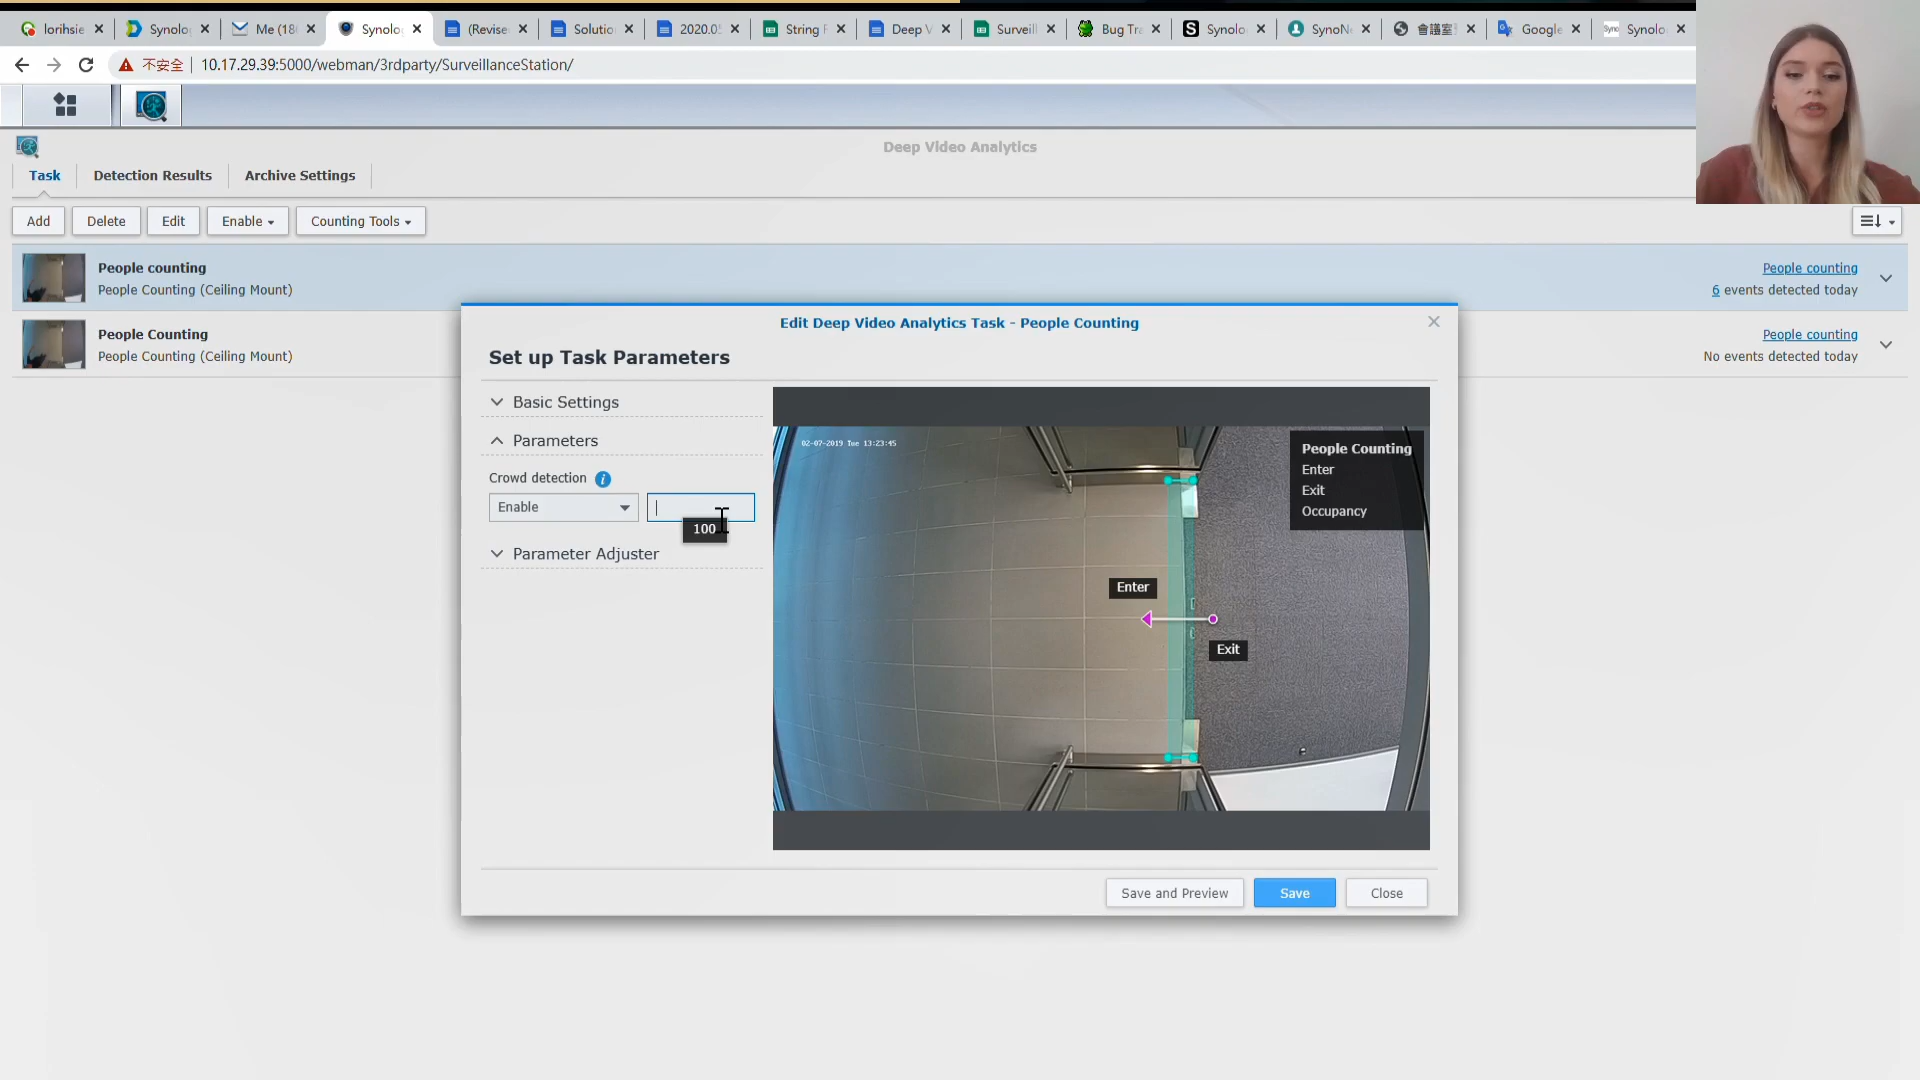 lorhsie
Synolo
Me (18
Synolo
(Revise
Solutio
2020.0
String F
Deep V
Surveill
Bug Tra
Synolo
SynoN
會議室
Google
Synolo
不安全 10.17.29.39:5000/webman/3rdparty/SurveillanceStation/
Deep Video Analytics
Task Detection Results Archive Settings
Add Delete Edit Enable Counting Tools
People counting
People Counting (Ceiling Mount)
People counting
6 events detected today
People Counting
People Counting (Ceiling Mount)
People counting
No events detected today
Edit Deep Video Analytics Task - People Counting
Set up Task Parameters
Basic Settings
Parameters
Crowd detection i
Enable
100
Parameter Adjuster
02-07-2019 Tue 13:23:45
People Counting
Enter
Exit
Occupancy
Enter
Exit
Save and Preview Save Close